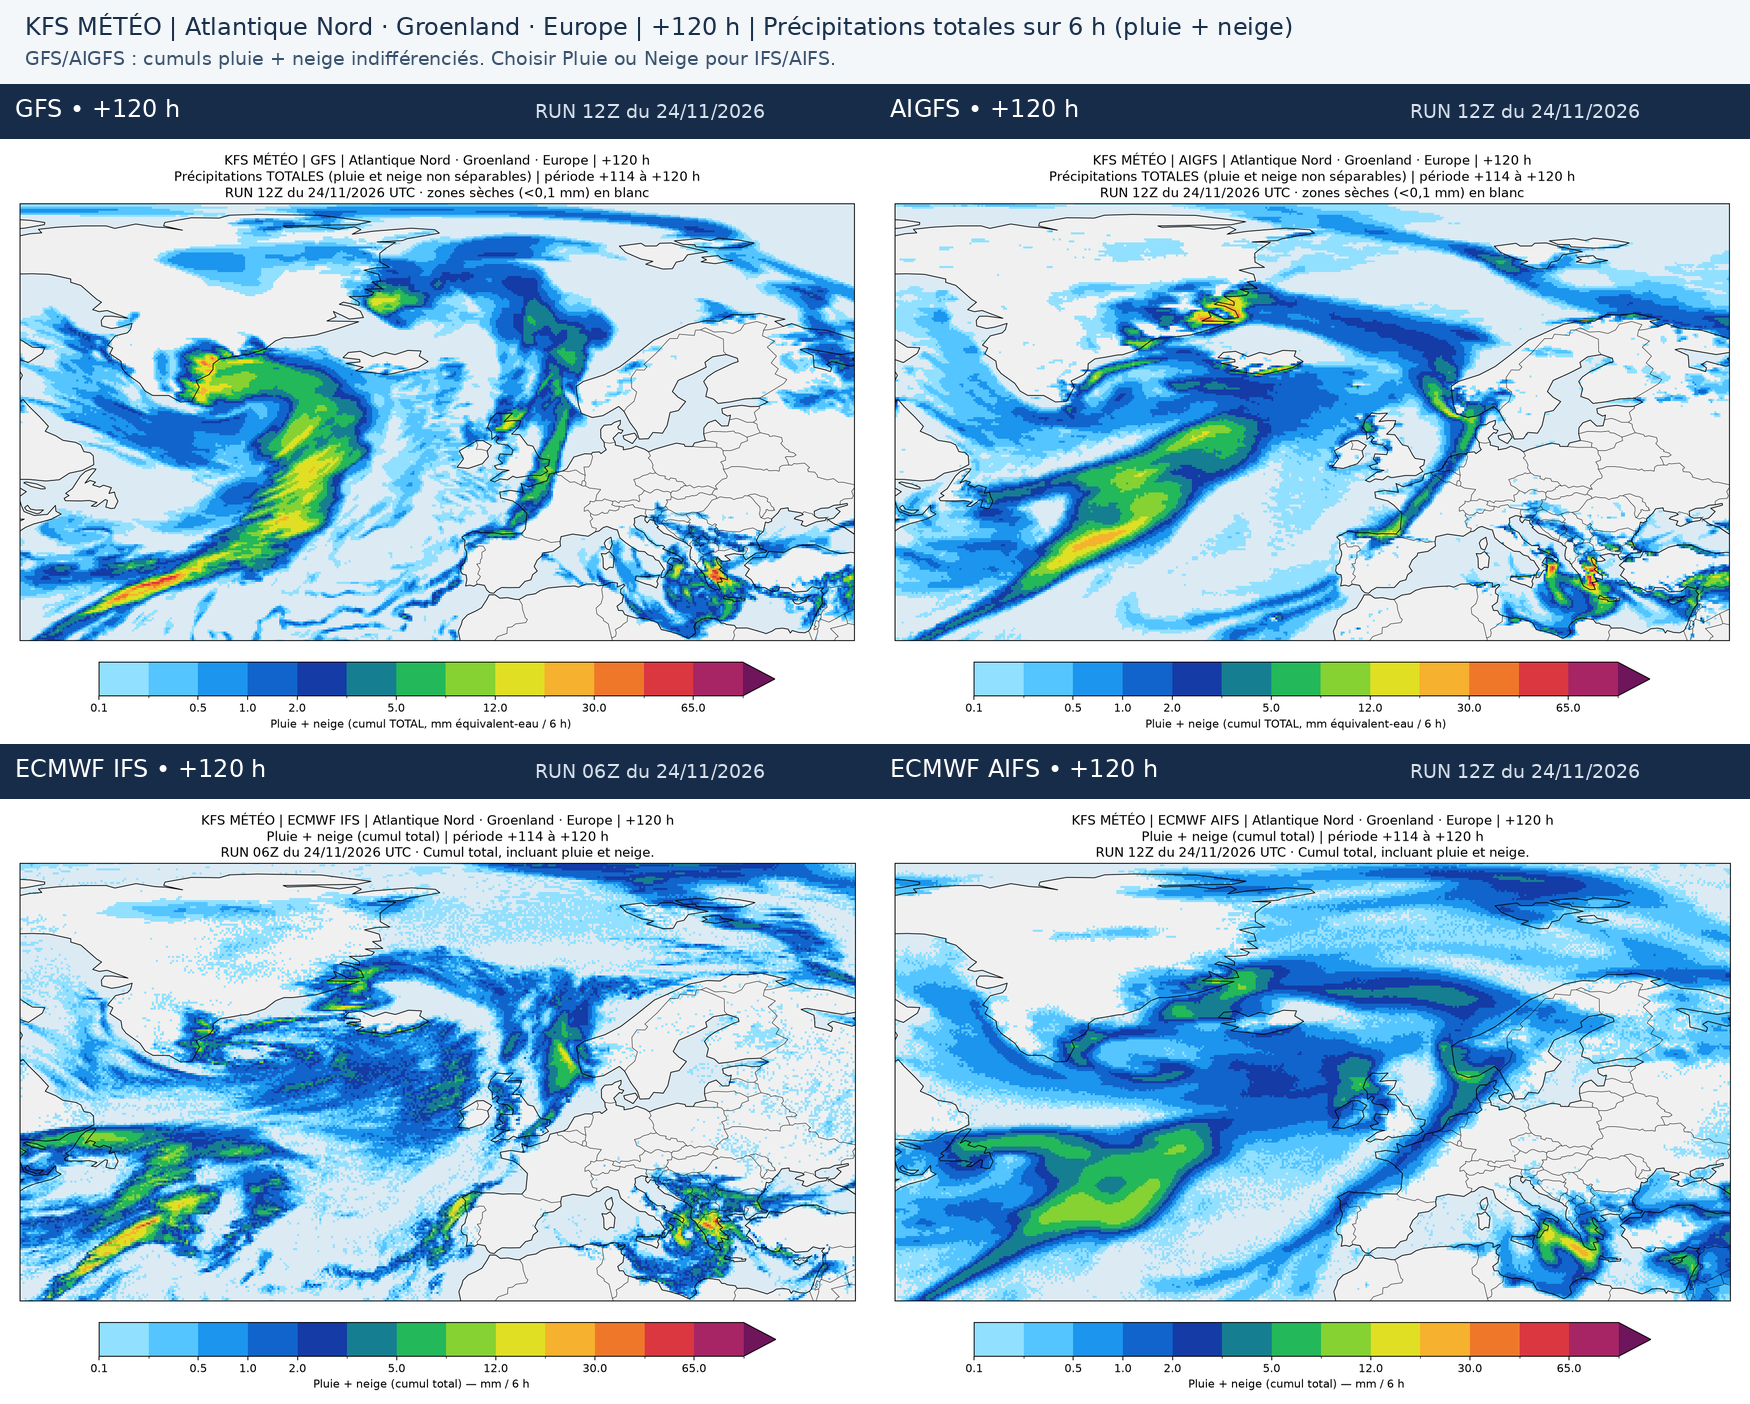 KFS MÉTÉO | Atlantique Nord · Groenland · Europe | +120 h | Précipitations totales sur 6 h (pluie + neige)
GFS/AIGFS : cumuls pluie + neige indifférenciés. Choisir Pluie ou Neige pour IFS/AIFS.
GFS • +120 h
RUN 12Z du 24/11/2026
KFS MÉTÉO | GFS | Atlantique Nord · Groenland · Europe | +120 h
Précipitations TOTALES (pluie et neige non séparables) | période +114 à +120 h
RUN 12Z du 24/11/2026 UTC · zones sèches (<0,1 mm) en blanc
0.1 0.5 1.0 2.0 5.0 12.0 30.0 65.0
Pluie + neige (cumul TOTAL, mm équivalent-eau / 6 h)
AIGFS • +120 h
RUN 12Z du 24/11/2026
KFS MÉTÉO | AIGFS | Atlantique Nord · Groenland · Europe | +120 h
Précipitations TOTALES (pluie et neige non séparables) | période +114 à +120 h
RUN 12Z du 24/11/2026 UTC · zones sèches (<0,1 mm) en blanc
0.1 0.5 1.0 2.0 5.0 12.0 30.0 65.0
Pluie + neige (cumul TOTAL, mm équivalent-eau / 6 h)
ECMWF IFS • +120 h
RUN 06Z du 24/11/2026
KFS MÉTÉO | ECMWF IFS | Atlantique Nord · Groenland · Europe | +120 h
Pluie + neige (cumul total) | période +114 à +120 h
RUN 06Z du 24/11/2026 UTC · Cumul total, incluant pluie et neige.
0.1 0.5 1.0 2.0 5.0 12.0 30.0 65.0
Pluie + neige (cumul total) — mm / 6 h
ECMWF AIFS • +120 h
RUN 12Z du 24/11/2026
KFS MÉTÉO | ECMWF AIFS | Atlantique Nord · Groenland · Europe | +120 h
Pluie + neige (cumul total) | période +114 à +120 h
RUN 12Z du 24/11/2026 UTC · Cumul total, incluant pluie et neige.
0.1 0.5 1.0 2.0 5.0 12.0 30.0 65.0
Pluie + neige (cumul total) — mm / 6 h